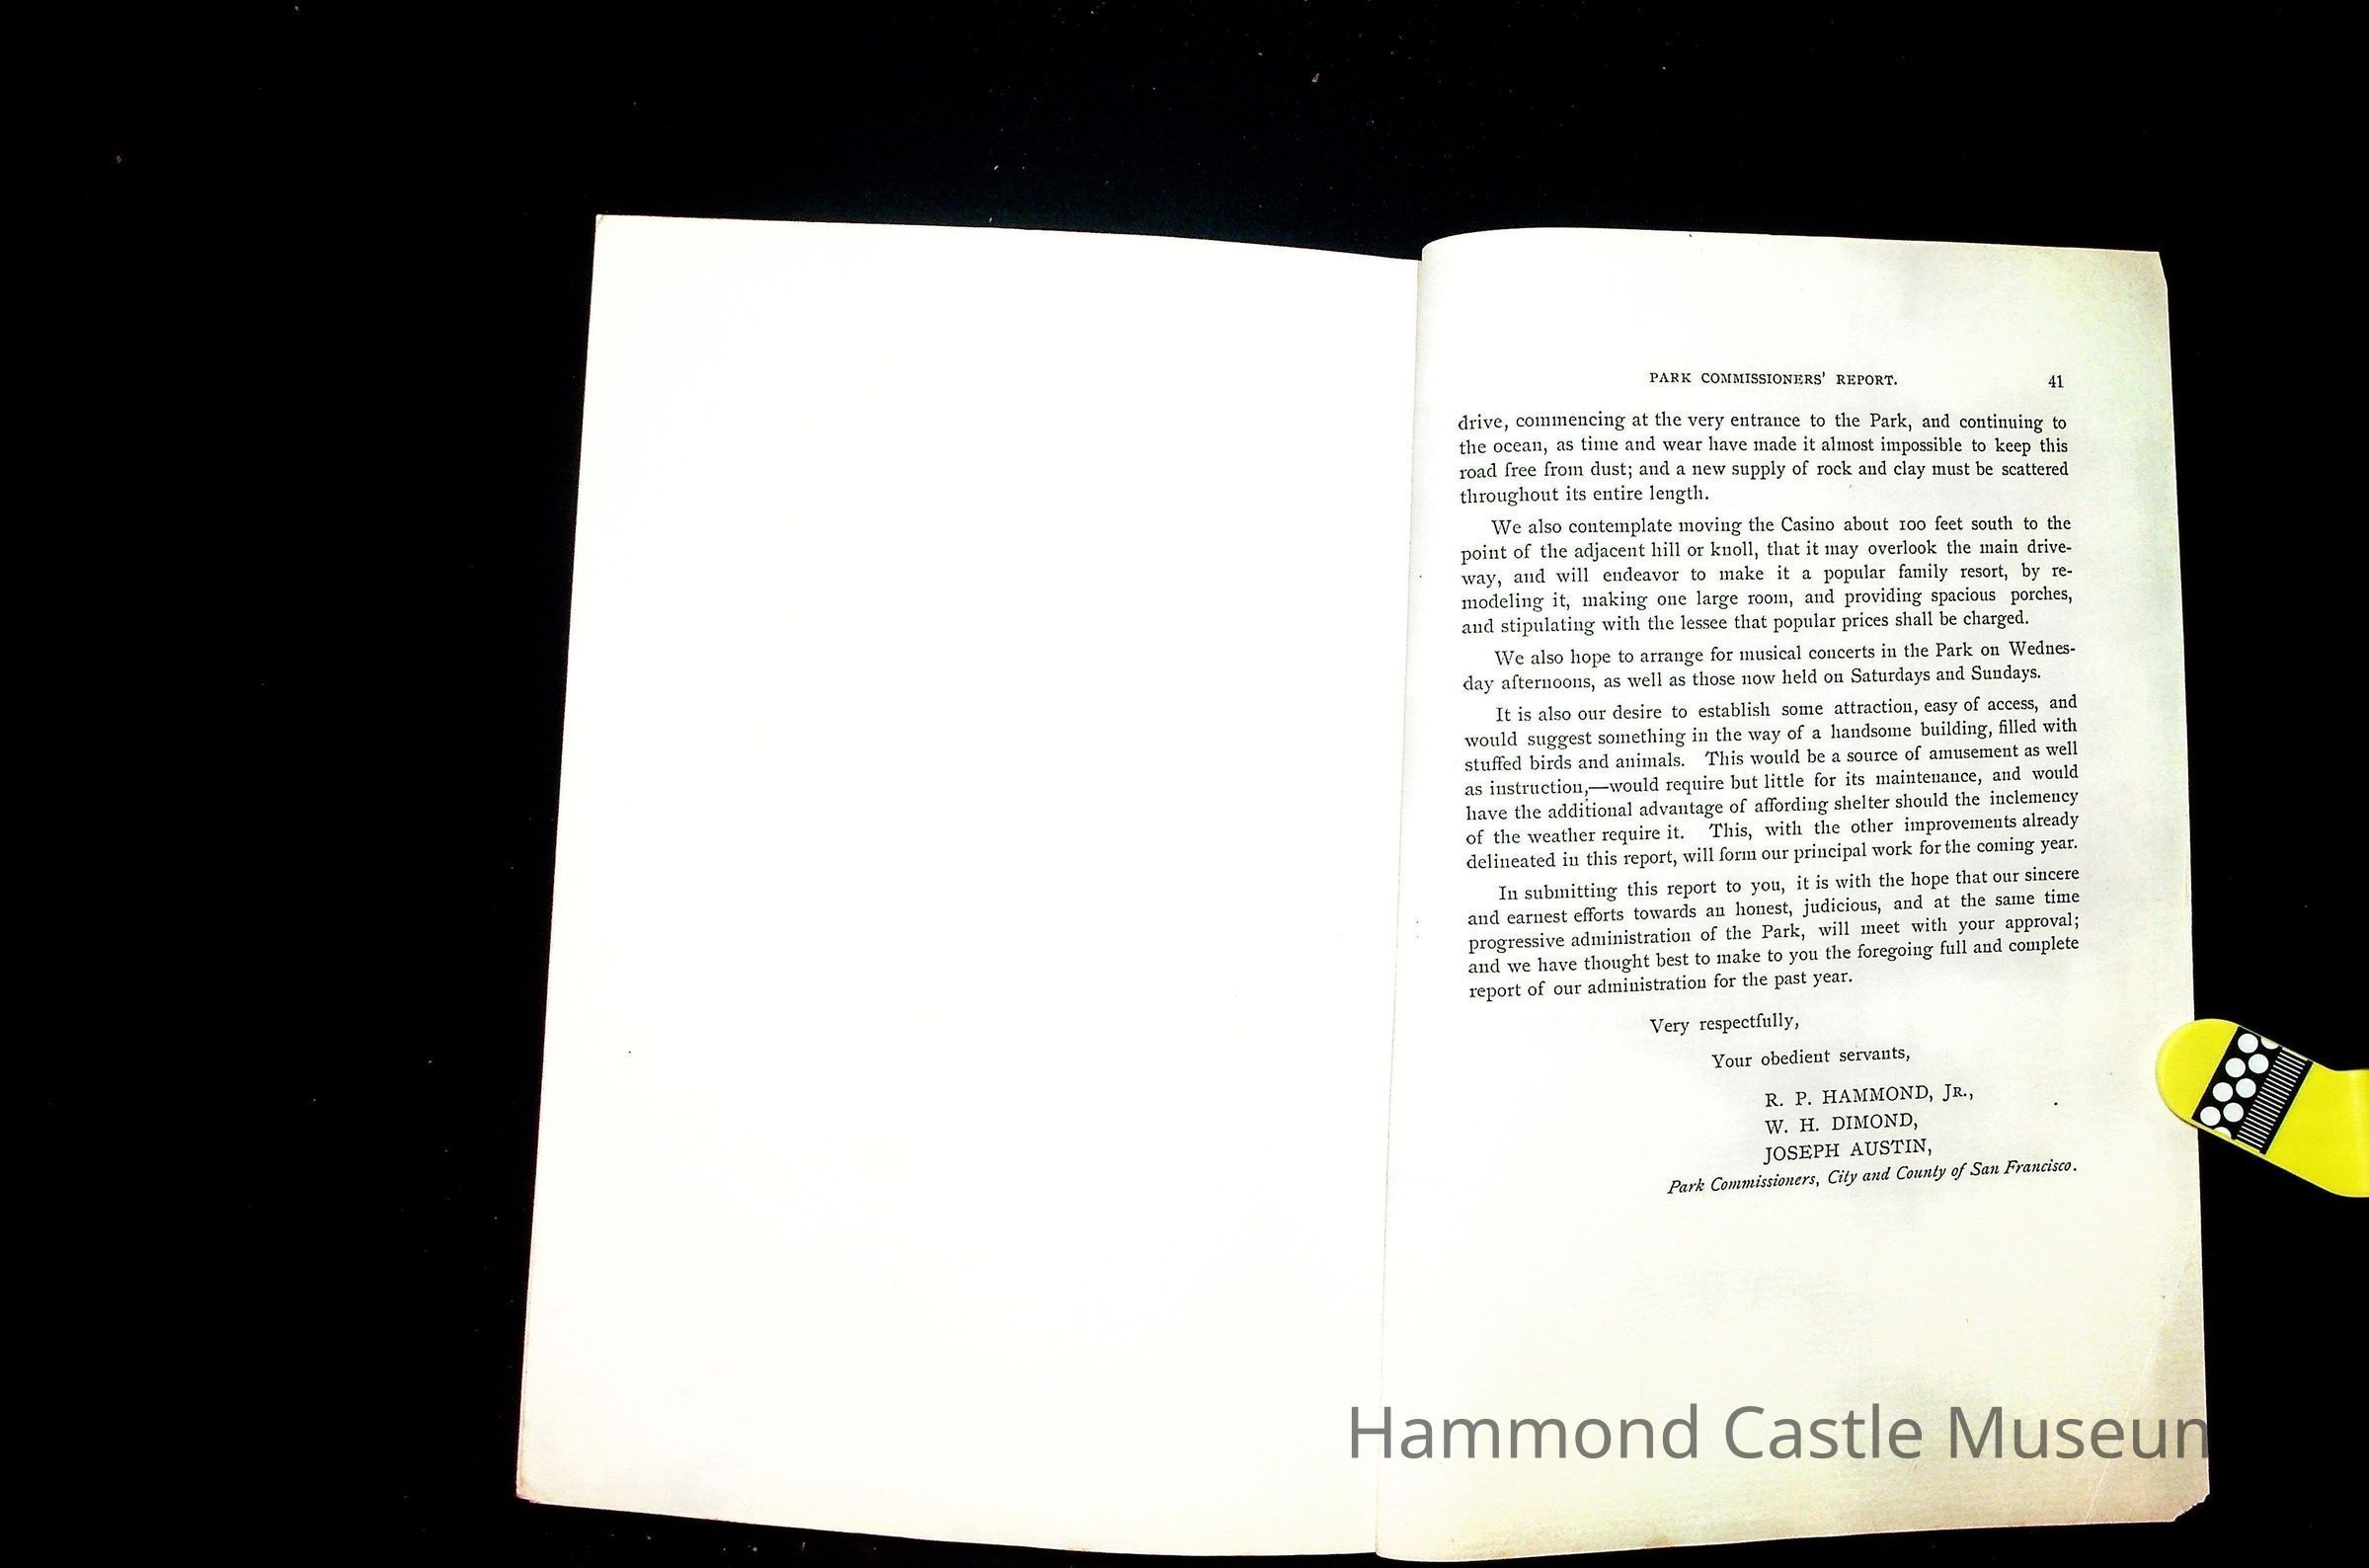 PARK COMMISSIONERS' REPORT. 41
drive, commencing at the very entrance to the Park, and continuing to
the ocean, as time and wear have made it almost impossible to keep this
road free from dust; and a new supply of rock and clay must be scattered
throughout its entire length.
We also contemplate moving the Casino about 100 feet south to the
point of the adjacent hill or knoll, that it may overlook the main drive-
way, and will endeavor to make it a popular family resort, by re-
modeling it, making one large room, and providing spacious porches,
and stipulating with the lessee that popular prices shall be charged.
We also hope to arrange for musical concerts in the Park on Wednes-
day afternoons, as well as those now held on Saturdays and Sundays.
It is also our desire to establish some attraction, easy of access, and
would suggest something in the way of a handsome building, filled with
stuffed birds and animals. This would be a source of amusement as well
as instruction,—would require but little for its maintenance, and would
have the additional advantage of affording shelter should the inclemency
of the weather require it. This, with the other improvements already
delineated in this report, will form our principal work for the coming year.
In submitting this report to you, it is with the hope that our sincere
and earnest efforts towards an honest, judicious, and at the same time
progressive administration of the Park, will meet with your approval;
and we have thought best to make to you the foregoing full and complete
report of our administration for the past year.
Very respectfully,
Your obedient servants,
R. P. HAMMOND, JR.,
W. H. DIMOND,
JOSEPH AUSTIN,
Park Commissioners, City and County of San Francisco.
Hammond Castle Museum